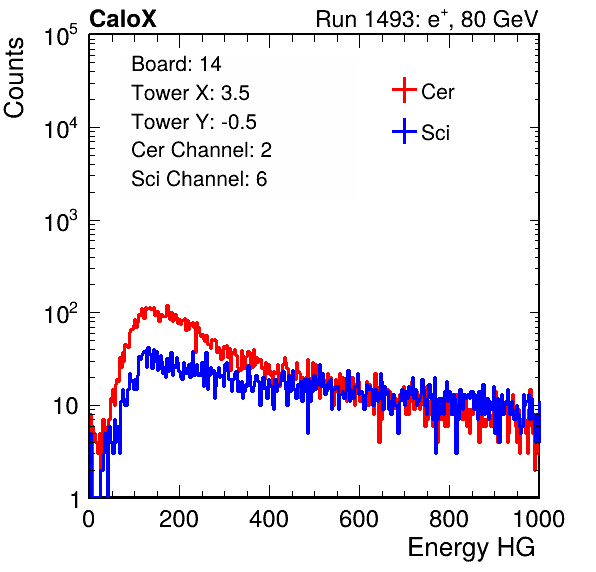 CaloX Run 1493: e⁺, 80 GeV
Counts
Board: 14
Tower X: 3.5
Tower Y: -0.5
Cer Channel: 2
Sci Channel: 6
Cer
Sci
10⁵
10⁴
10³
10²
10
1
0 200 400 600 800 1000
Energy HG